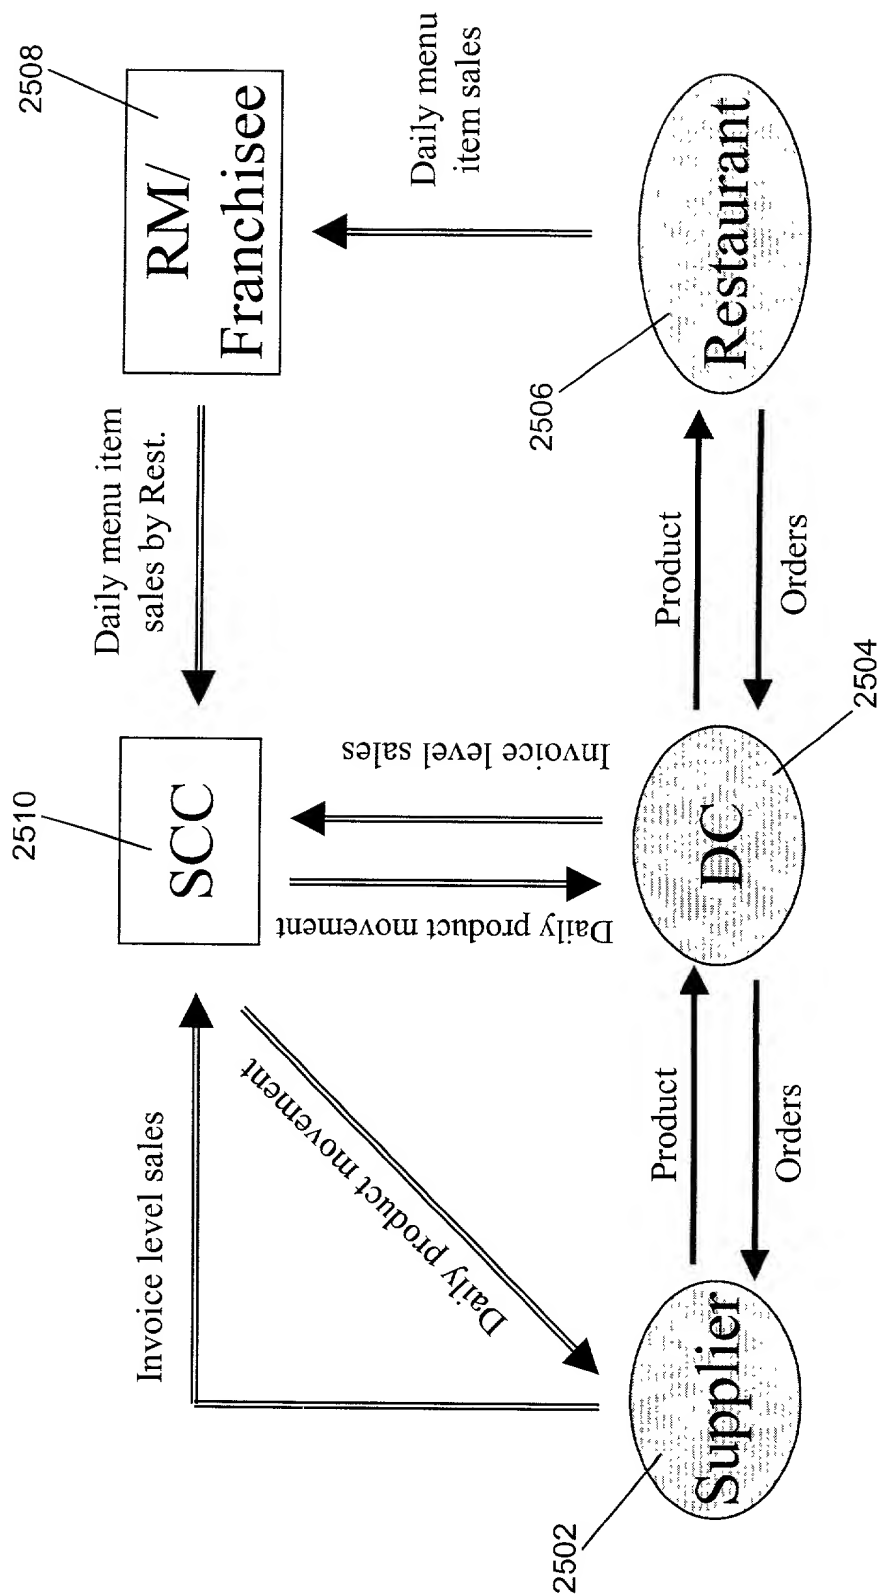 2510
SCC
Daily menu item
sales by Rest.
2508
RM/
Franchisee
Invoice level sales
Daily product movement
Daily product movement
Invoice level sales
Daily menu
item sales
2502
Supplier
Product
Orders
DC
2504
Product
Orders
2506
Restaurant